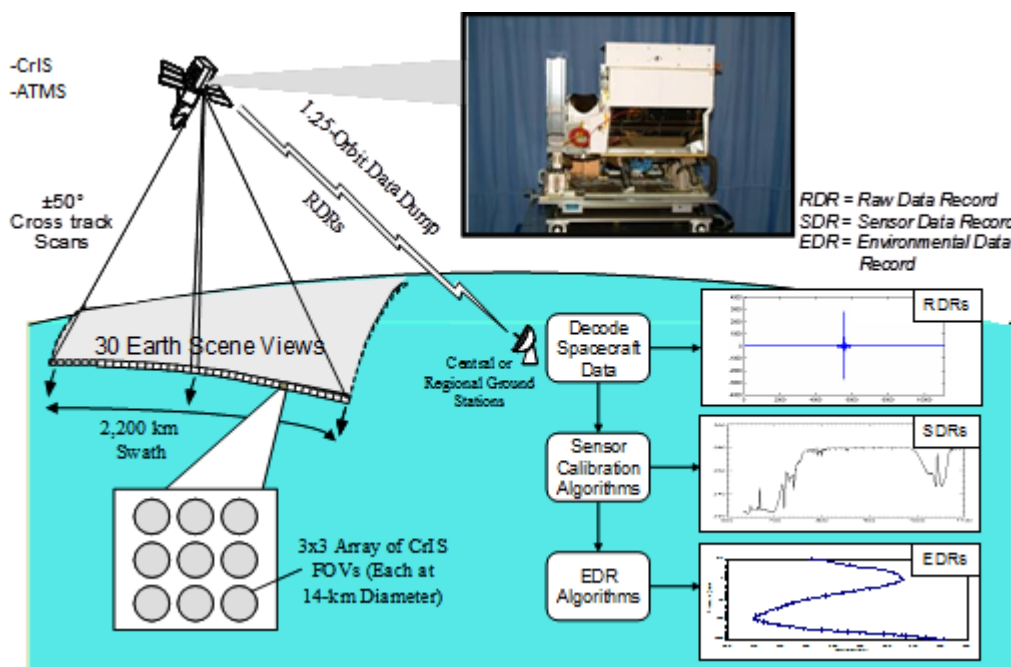 -CrIS
-ATMS
1.25-Orbit Data Dump
RDRs
±50°
Cross track
Scans
RDR = Raw Data Record
SDR = Sensor Data Record
EDR = Environmental Data
Record
30 Earth Scene Views
2,200 km
Swath
Central or
Regional Ground
Stations
Decode
Spacecraft
Data
RDRs
Sensor
Calibration
Algorithms
SDRs
3x3 Array of CrIS
FOVs (Each at
14-km Diameter)
EDR
Algorithms
EDRs